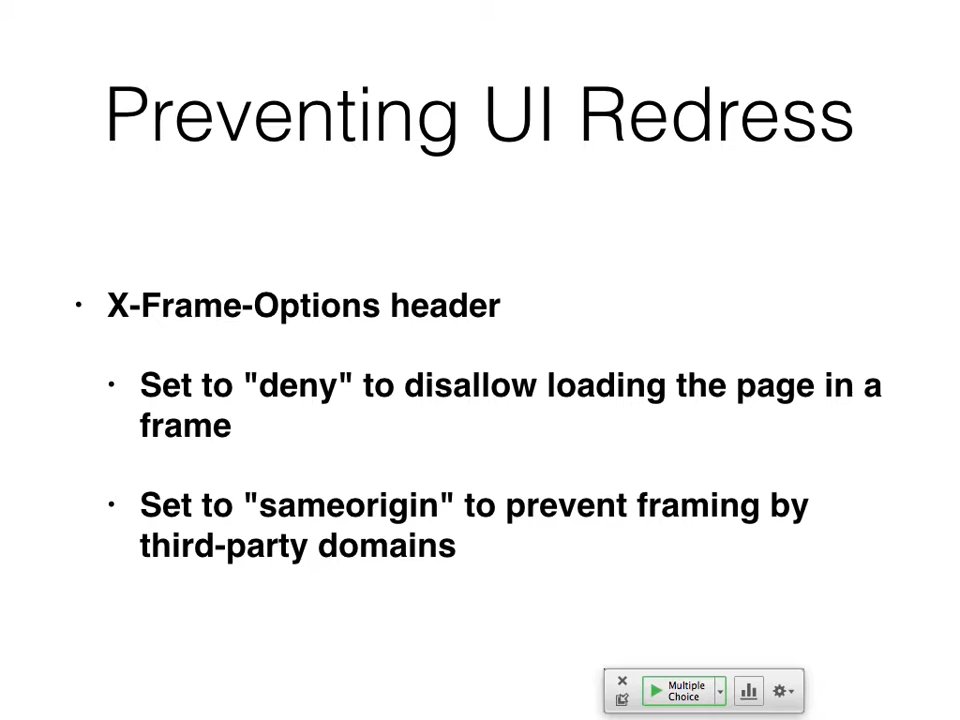 Preventing UI Redress
• X-Frame-Options header
• Set to "deny" to disallow loading the page in a
frame
• Set to "sameorigin" to prevent framing by
third-party domains
Multiple
Choice